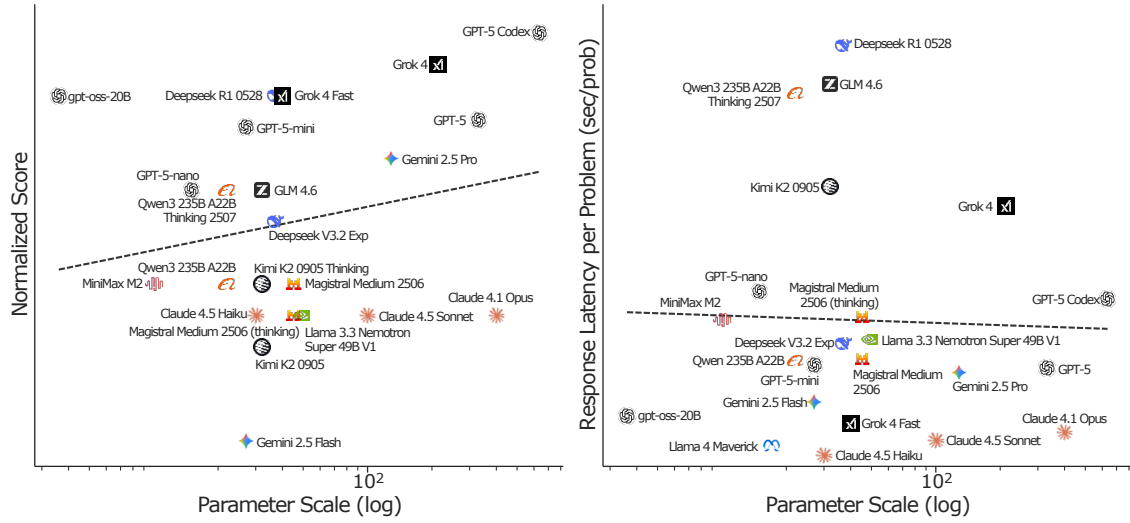 Normalized Score
GPT-5 Codex
Grok 4
gpt-oss-20B
Deepseek R1 0528
Grok 4 Fast
GPT-5-mini
GPT-5
Gemini 2.5 Pro
GPT-5-nano
GLM 4.6
Qwen3 235B A22B
Thinking 2507
Deepseek V3.2 Exp
Qwen3 235B A22B
Kimi K2 0905 Thinking
MiniMax M2
Magistral Medium 2506
Claude 4.5 Haiku
Claude 4.5 Sonnet
Claude 4.1 Opus
Magistral Medium 2506 (thinking)
Llama 3.3 Nemotron
Super 49B V1
Kimi K2 0905
Gemini 2.5 Flash
10²
Parameter Scale (log)
Response Latency per Problem (sec/prob)
Deepseek R1 0528
Qwen3 235B A22B
Thinking 2507
GLM 4.6
Kimi K2 0905
Grok 4
GPT-5-nano
Magistral Medium
2506 (thinking)
GPT-5 Codex
MiniMax M2
Deepseek V3.2 Exp
Llama 3.3 Nemotron Super 49B V1
Qwen 235B A22B
GPT-5-mini
Magistral Medium
2506
GPT-5
Gemini 2.5 Pro
Gemini 2.5 Flash
gpt-oss-20B
Grok 4 Fast
Claude 4.1 Opus
Llama 4 Maverick
Claude 4.5 Sonnet
Claude 4.5 Haiku
10²
Parameter Scale (log)